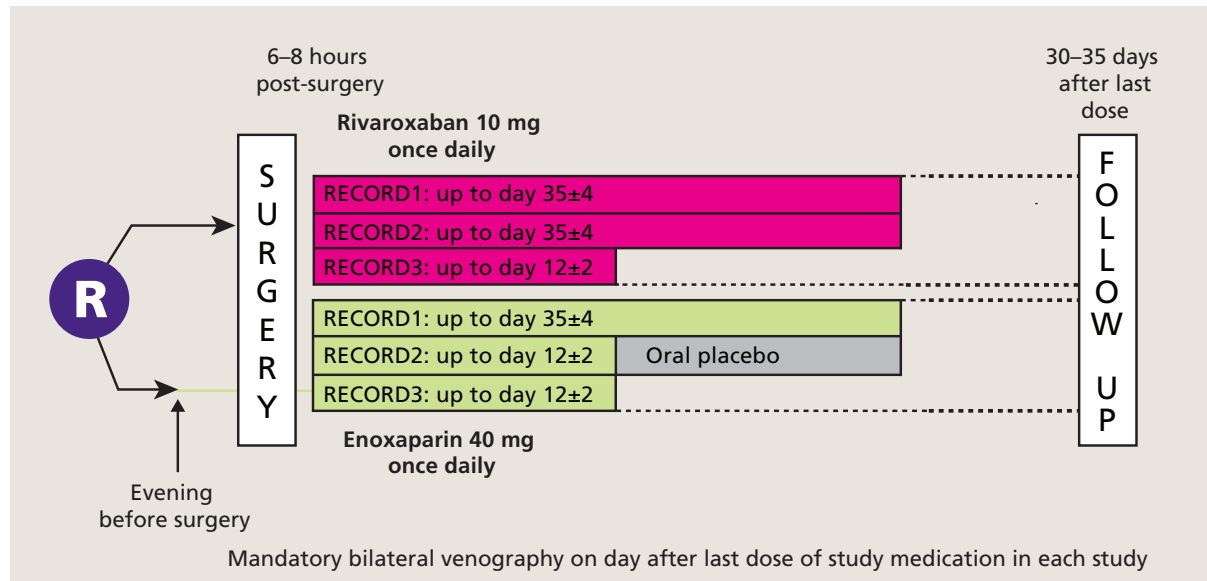 6–8 hours
post-surgery
30–35 days
after last
dose
Rivaroxaban 10 mg
once daily
R
SURGERY
RECORD1: up to day 35±4
RECORD2: up to day 35±4
RECORD3: up to day 12±2
RECORD1: up to day 35±4
RECORD2: up to day 12±2
Oral placebo
RECORD3: up to day 12±2
Enoxaparin 40 mg
once daily
FOLLOW UP
Evening
before surgery
Mandatory bilateral venography on day after last dose of study medication in each study